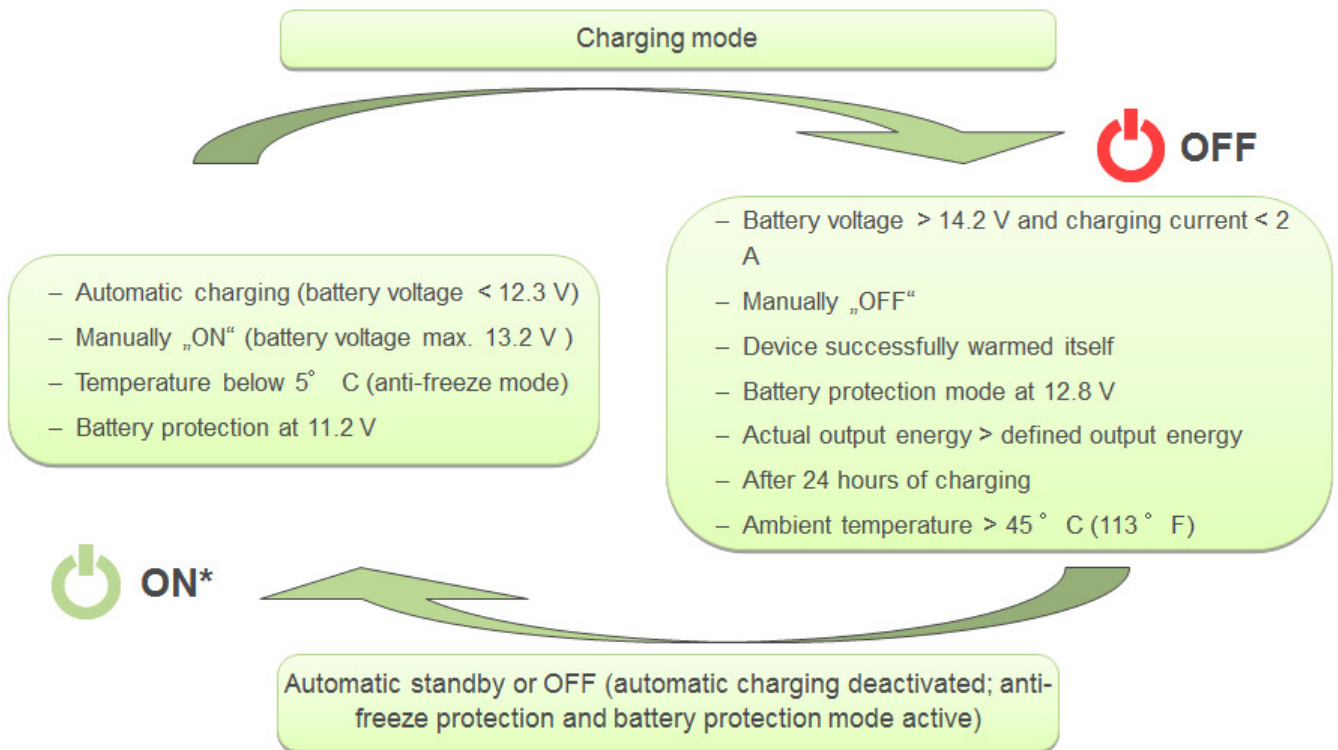 Charging mode
OFF
– Automatic charging (battery voltage < 12.3 V)
– Manually „ON“ (battery voltage max. 13.2 V )
– Temperature below 5° C (anti-freeze mode)
– Battery protection at 11.2 V
– Battery voltage > 14.2 V and charging current < 2
A
– Manually „OFF“
– Device successfully warmed itself
– Battery protection mode at 12.8 V
– Actual output energy > defined output energy
– After 24 hours of charging
– Ambient temperature > 45° C (113° F)
ON*
Automatic standby or OFF (automatic charging deactivated; anti-
freeze protection and battery protection mode active)